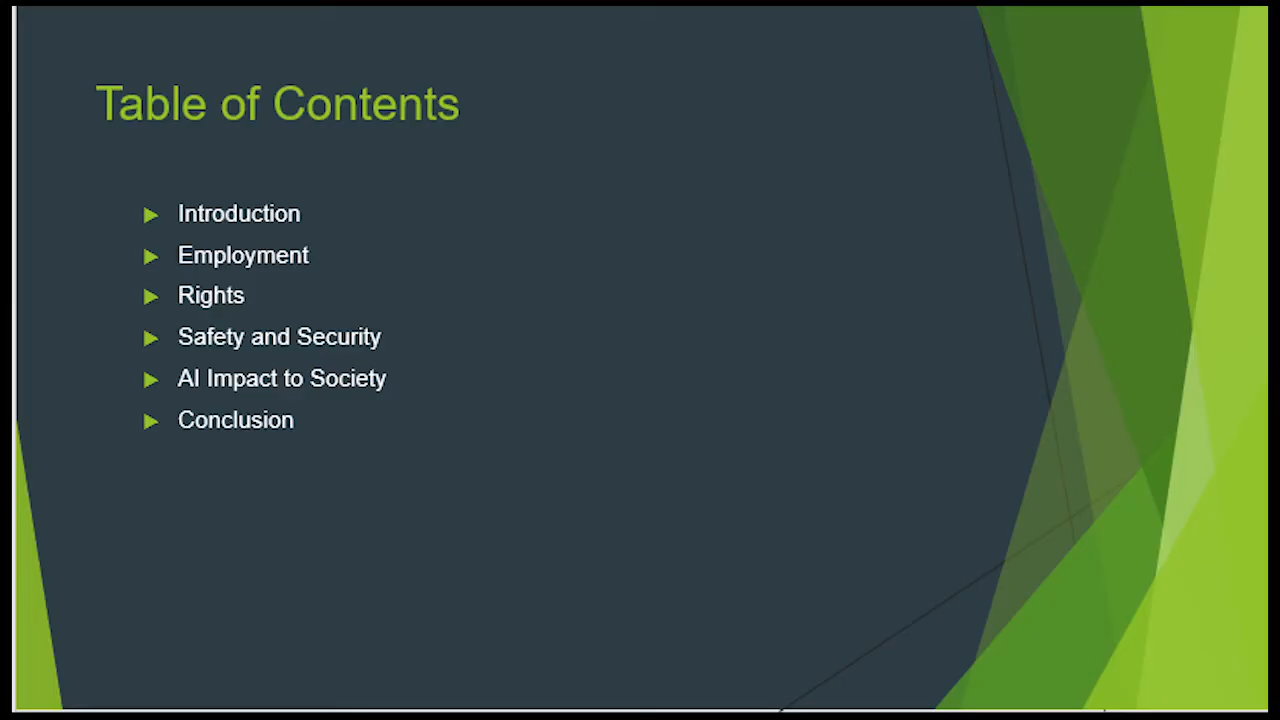 Table of Contents
Introduction
Employment
Rights
Safety and Security
AI Impact to Society
Conclusion